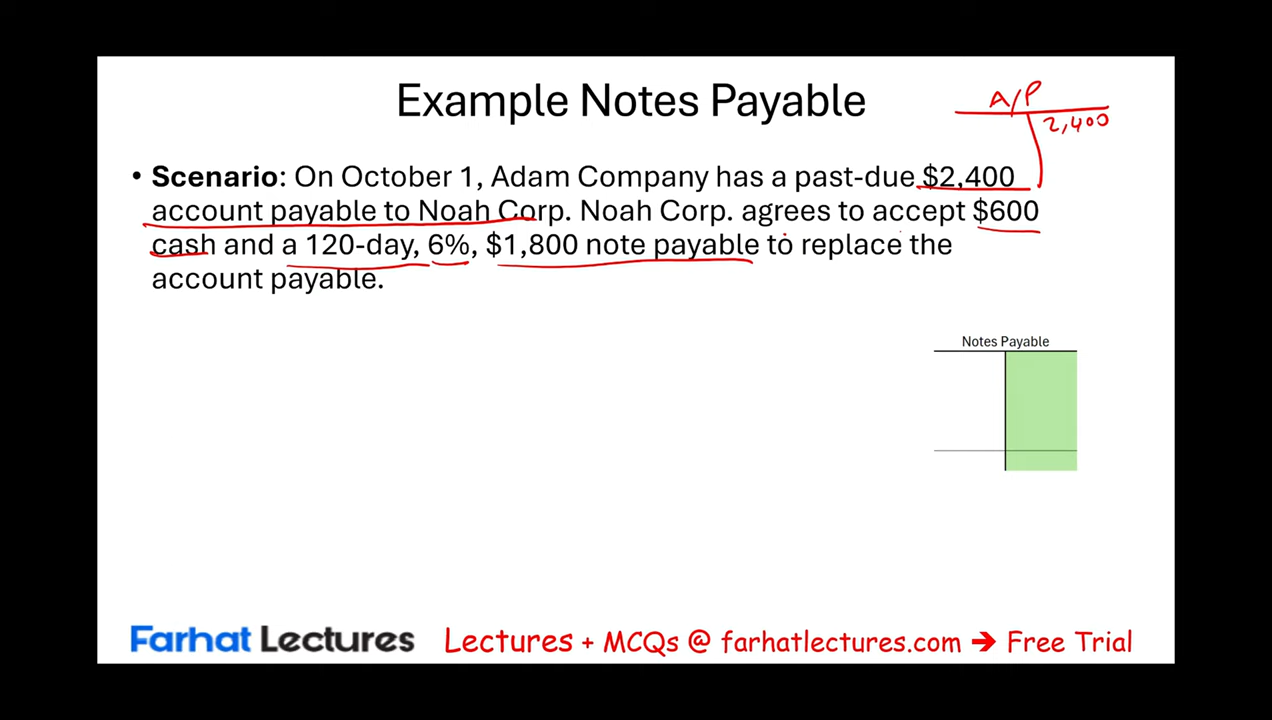 Example Notes Payable
A/P
2,400
• Scenario: On October 1, Adam Company has a past-due $2,400
account payable to Noah Corp. Noah Corp. agrees to accept $600
cash and a 120-day, 6%, $1,800 note payable to replace the
account payable.
Notes Payable
Farhat Lectures Lectures + MCQs @ farhatlectures.com ➔ Free Trial